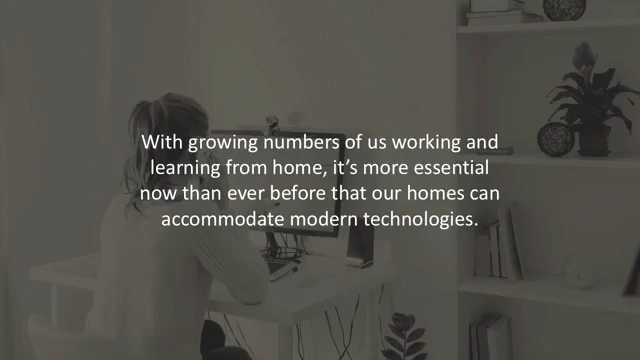 With growing numbers of us working and
learning from home, it’s more essential
now than ever before that our homes can
accommodate modern technologies.